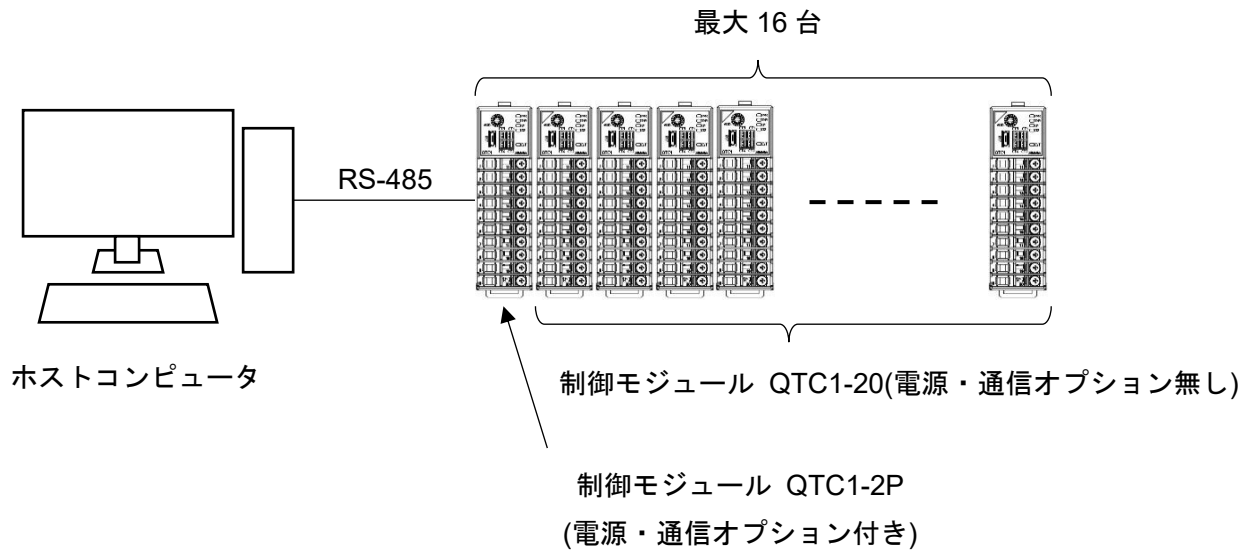 最大 16 台
RS-485
ホストコンピュータ
制御モジュール QTC1-20(電源・通信オプション無し)
制御モジュール QTC1-2P
(電源・通信オプション付き)